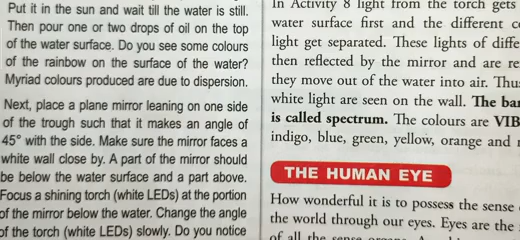 Put it in the sun and wait till the water is still.
Then pour one or two drops of oil on the top
of the water surface. Do you see some colours
of the rainbow on the surface of the water?
Myriad colours produced are due to dispersion.
Next, place a plane mirror leaning on one side
of the trough such that it makes an angle of
45° with the side. Make sure the mirror faces a
white wall close by. A part of the mirror should
be below the water surface and a part above.
Focus a shining torch (white LEDs) at the portion
of the mirror below the water. Change the angle
of the torch (white LEDs) slowly. Do you notice
In Activity 8 light from the torch gets
water surface first and the different c
light get separated. These lights of diffe
then reflected by the mirror and are re
they move out of the water into air. Thu
white light are seen on the wall. The ba
is called spectrum. The colours are VIB
indigo, blue, green, yellow, orange and
THE HUMAN EYE
How wonderful it is to possess the sense
the world through our eyes. Eyes are the
of all the sense organs.